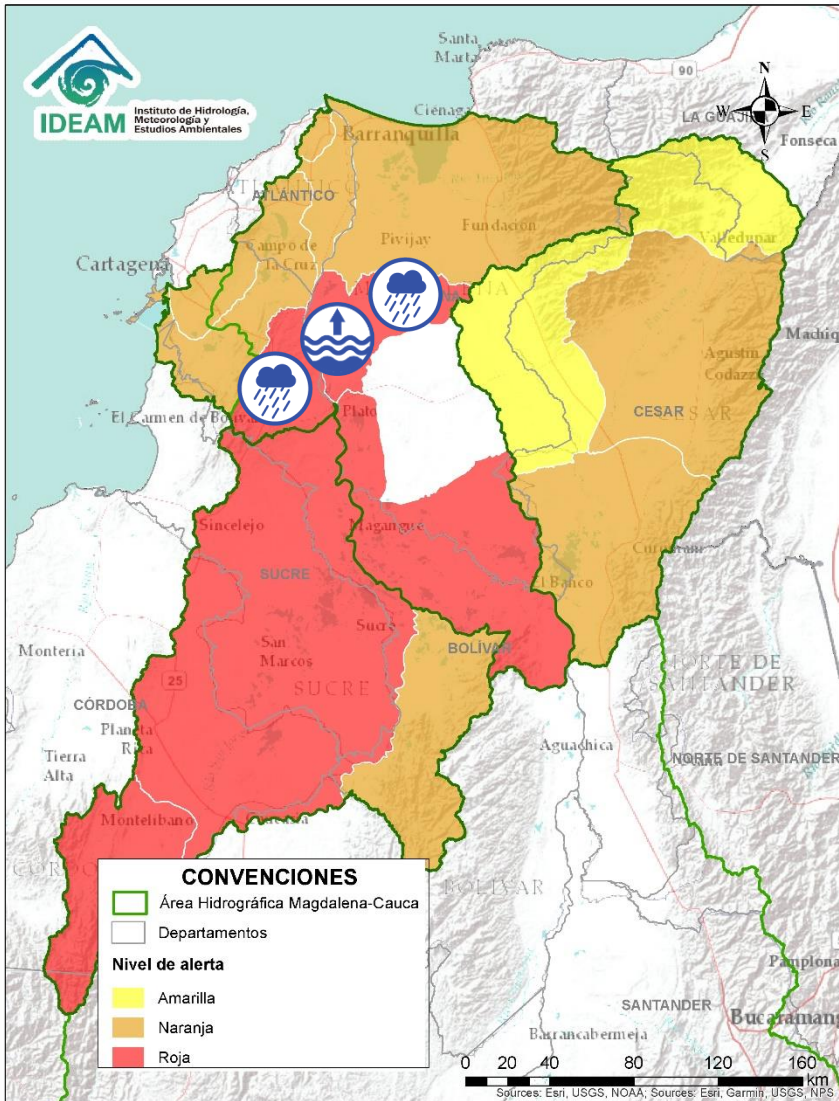 Santa
Marta
90
N
W E
S
IDEAM
Instituto de Hidrología,
Meteorología y
Estudios Ambientales
Ciénaga
LA GUAJI
Fonseca
Barranquilla
ATLÁNTICO
Pivijay
Fundación
Valledupar
Campo de
la Cruz
Cartagena
Machiq
Agustín
Codazzi
CESAR
El Carmen de Bolívar
Plato
Sincelejo
Magangué
SUCRE
El Banco
Sucre
BOLÍVAR
San
Marcos
SUCRE
Montería
NORTE DE
SANTANDER
25
CÓRDOBA
Planeta
Rica
Tierra
Alta
Aguachica
NORTE DE SANTANDER
Montelíbano
BOLÍVAR
CONVENCIONES
Área Hidrográfica Magdalena-Cauca
Departamentos
Nivel de alerta
Amarilla
Naranja
Roja
Pamplona
SANTANDER
Bucaramang
Barrancabermeja
0 20 40 80 120 160
km
Sources: Esri, USGS, NOAA; Sources: Esri, Garmin, USGS, NPS